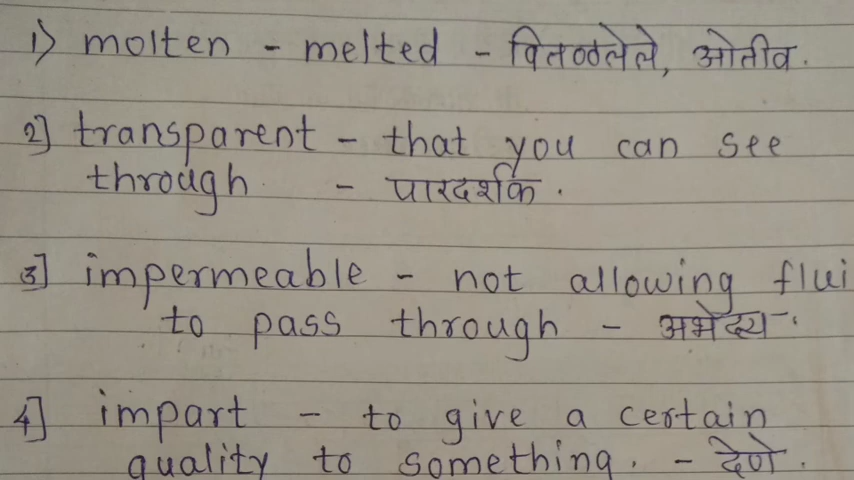 1) molten - melted - वितळलेले, ओतीव.
2] transparent - that you can see
through - पारदर्शक.
3] impermeable - not allowing flui
to pass through - अभेद्य.
4] impart - to give a certain
quality to something. - देणे.